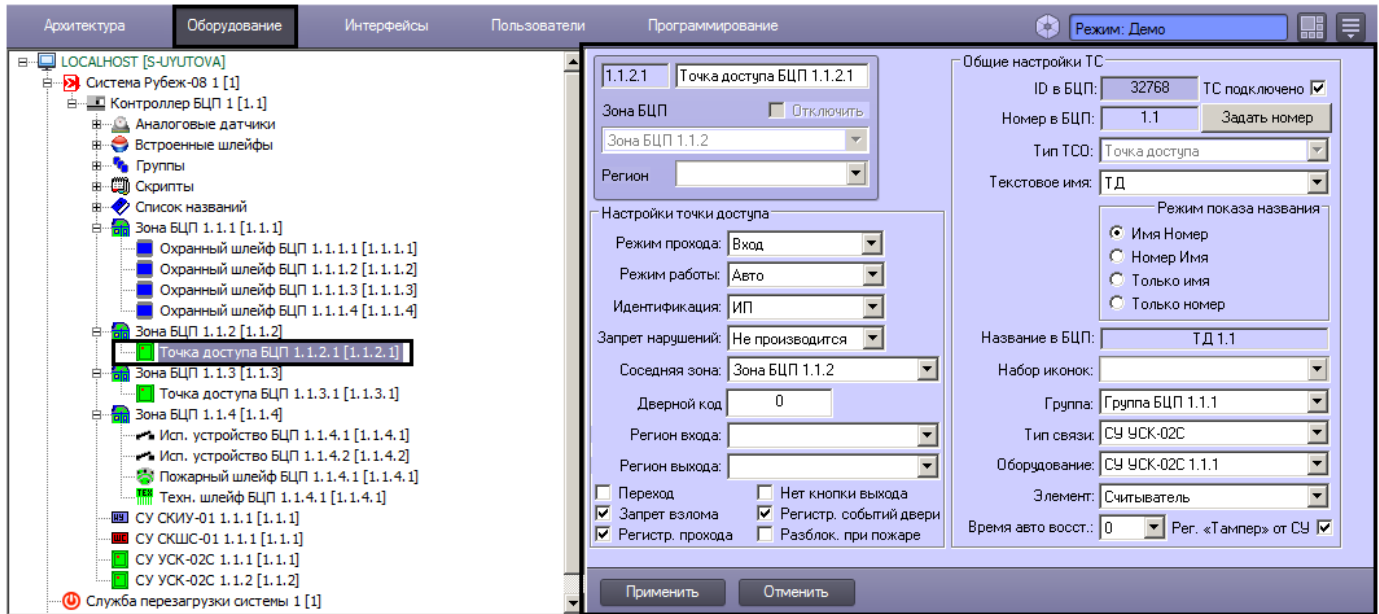 Архитектура Оборудование Интерфейсы Пользователи Программирование Режим: Демо
LOCALHOST [S-UYUTOVA]
Система Рубеж-08 1 [1]
Контроллер БЦП 1 [1.1]
Аналоговые датчики
Встроенные шлейфы
Группы
Скрипты
Список названий
Зона БЦП 1.1.1 [1.1.1]
Охранный шлейф БЦП 1.1.1.1 [1.1.1.1]
Охранный шлейф БЦП 1.1.1.2 [1.1.1.2]
Охранный шлейф БЦП 1.1.1.3 [1.1.1.3]
Охранный шлейф БЦП 1.1.1.4 [1.1.1.4]
Зона БЦП 1.1.2 [1.1.2]
Точка доступа БЦП 1.1.2.1 [1.1.2.1]
Зона БЦП 1.1.3 [1.1.3]
Точка доступа БЦП 1.1.3.1 [1.1.3.1]
Зона БЦП 1.1.4 [1.1.4]
Исп. устройство БЦП 1.1.4.1 [1.1.4.1]
Исп. устройство БЦП 1.1.4.2 [1.1.4.2]
Пожарный шлейф БЦП 1.1.4.1 [1.1.4.1]
Техн. шлейф БЦП 1.1.4.1 [1.1.4.1]
СУ СКИУ-01 1.1.1 [1.1.1]
СУ СКШС-01 1.1.1 [1.1.1]
СУ УСК-02С 1.1.1 [1.1.1]
СУ УСК-02С 1.1.2 [1.1.2]
Служба перезагрузки системы 1 [1]
1.1.2.1 Точка доступа БЦП 1.1.2.1
Зона БЦП Отключить
Зона БЦП 1.1.2
Регион
Настройки точки доступа
Режим прохода: Вход
Режим работы: Авто
Идентификация: ИП
Запрет нарушений: Не производится
Соседняя зона: Зона БЦП 1.1.2
Дверной код 0
Регион входа:
Регион выхода:
Переход Нет кнопки выхода
Запрет взлома Регистр. событий двери
Регистр. прохода Разблок. при пожаре
Общие настройки ТС
ID в БЦП: 32768 ТС подключено
Номер в БЦП: 1.1 Задать номер
Тип ТСО: Точка доступа
Текстовое имя: ТД
Режим показа названия
Имя Номер
Номер Имя
Только имя
Только номер
Название в БЦП: ТД 1.1
Набор иконок:
Группа: Группа БЦП 1.1.1
Тип связи: СУ УСК-02С
Оборудование: СУ УСК-02С 1.1.1
Элемент: Считыватель
Время авто восст.: 0 Рег. «Тампер» от СУ
Применить Отменить